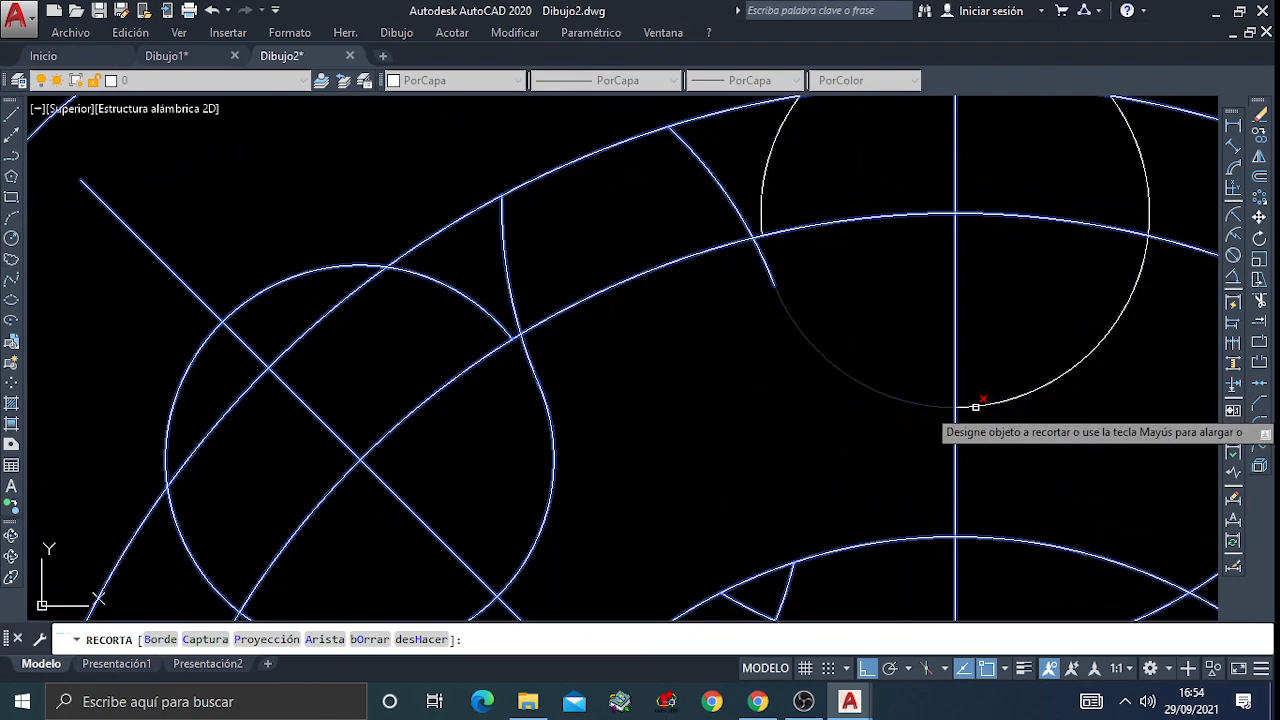 Autodesk AutoCAD 2020 Dibujo2.dwg
Escriba palabra clave o frase
Iniciar sesión
Archivo Edición Ver Insertar Formato Herr. Dibujo Acotar Modificar Paramétrico Ventana ?
Inicio Dibujo1* Dibujo2*
0 PorCapa PorCapa PorCapa PorColor
[−][Superior][Estructura alámbrica 2D]
Designe objeto a recortar o use la tecla Mayús para alargar o
Y
X
RECORTA [Borde Captura Proyección Arista bOrrar desHacer]:
Modelo Presentación1 Presentación2 +
MODELO 1:1
Escribe aquí para buscar
16:54
29/09/2021